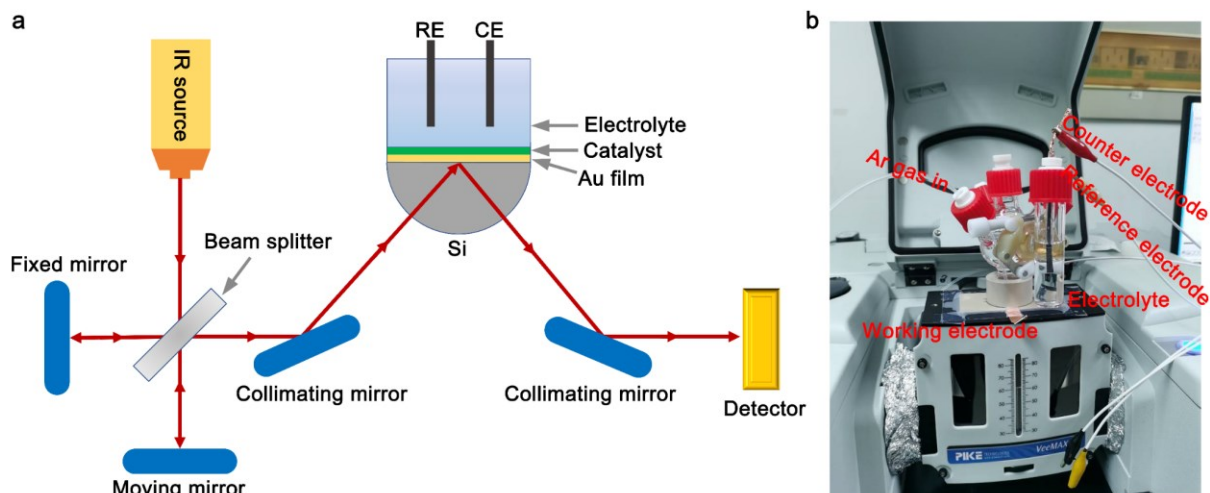 a
RE
CE
IR source
Electrolyte
Catalyst
Au film
Beam splitter
Si
Fixed mirror
Collimating mirror
Collimating mirror
Detector
Moving mirror
b
Counter electrode
Ar gas in
Reference electrode
Electrolyte
Working electrode
PIKE
VeeMAX